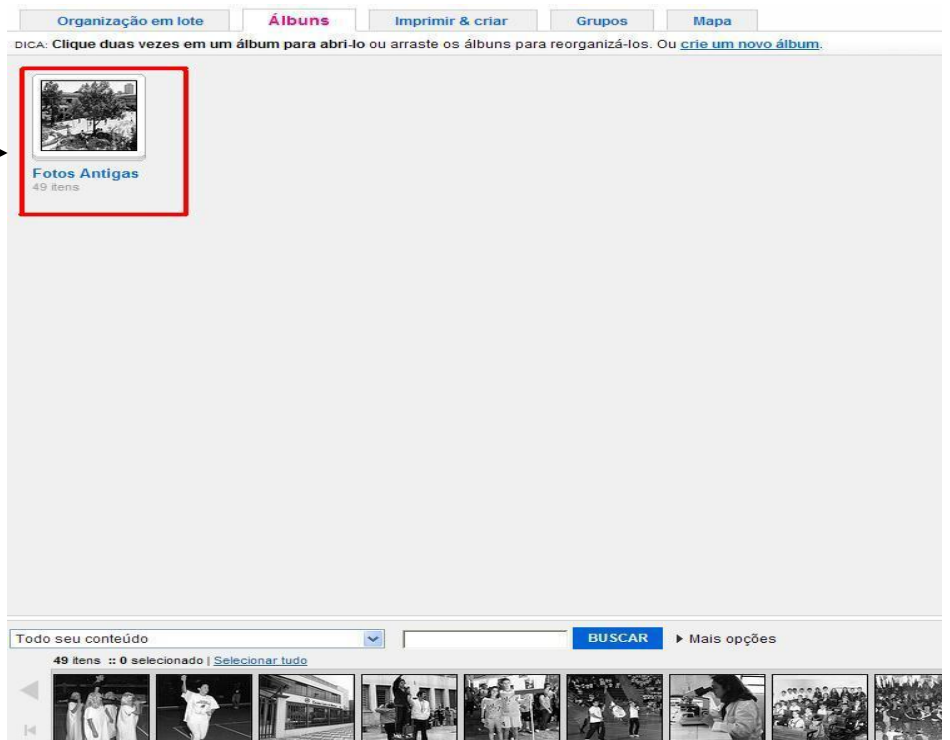 Organização em lote Álbuns Imprimir & criar Grupos Mapa
DICA: Clique duas vezes em um álbum para abri-lo ou arraste os álbuns para reorganizá-los. Ou crie um novo álbum.
Fotos Antigas
49 itens
Todo seu conteúdo BUSCAR Mais opções
49 itens :: 0 selecionado | Selecionar tudo